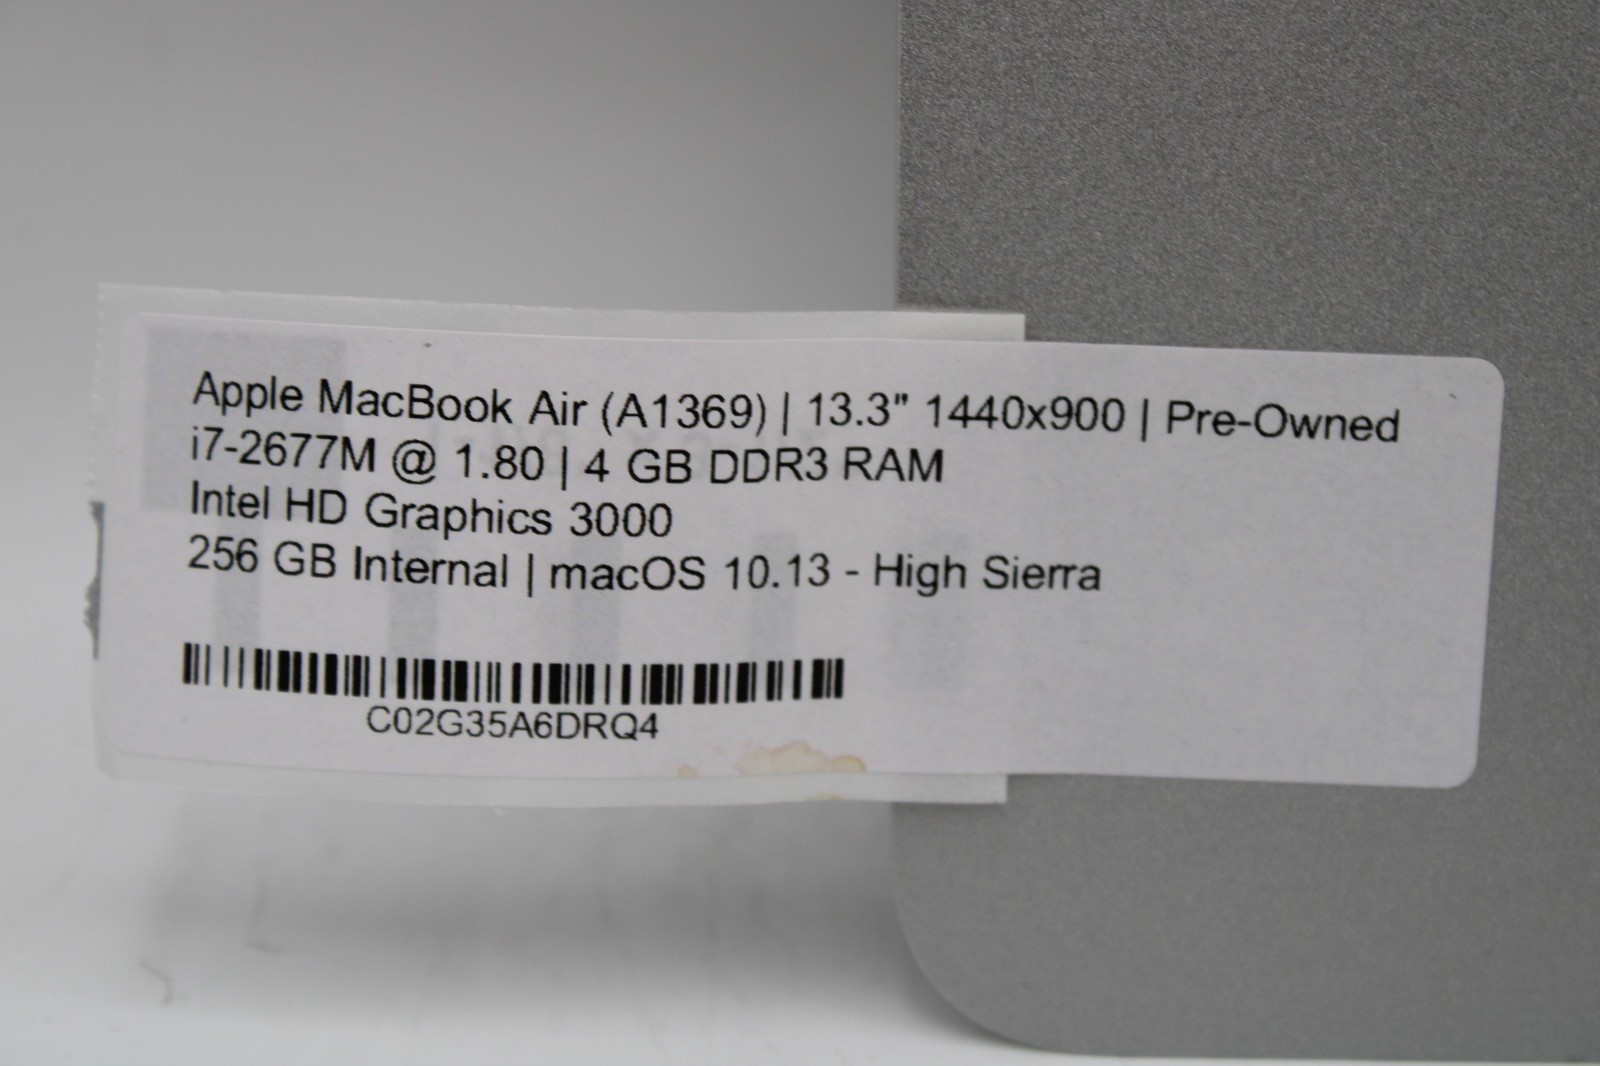 Apple MacBook Air (A1369) | 13.3" 1440x900 | Pre-Owned
i7-2677M @ 1.80 | 4 GB DDR3 RAM
Intel HD Graphics 3000
256 GB Internal | macOS 10.13 - High Sierra
C02G35A6DRQ4